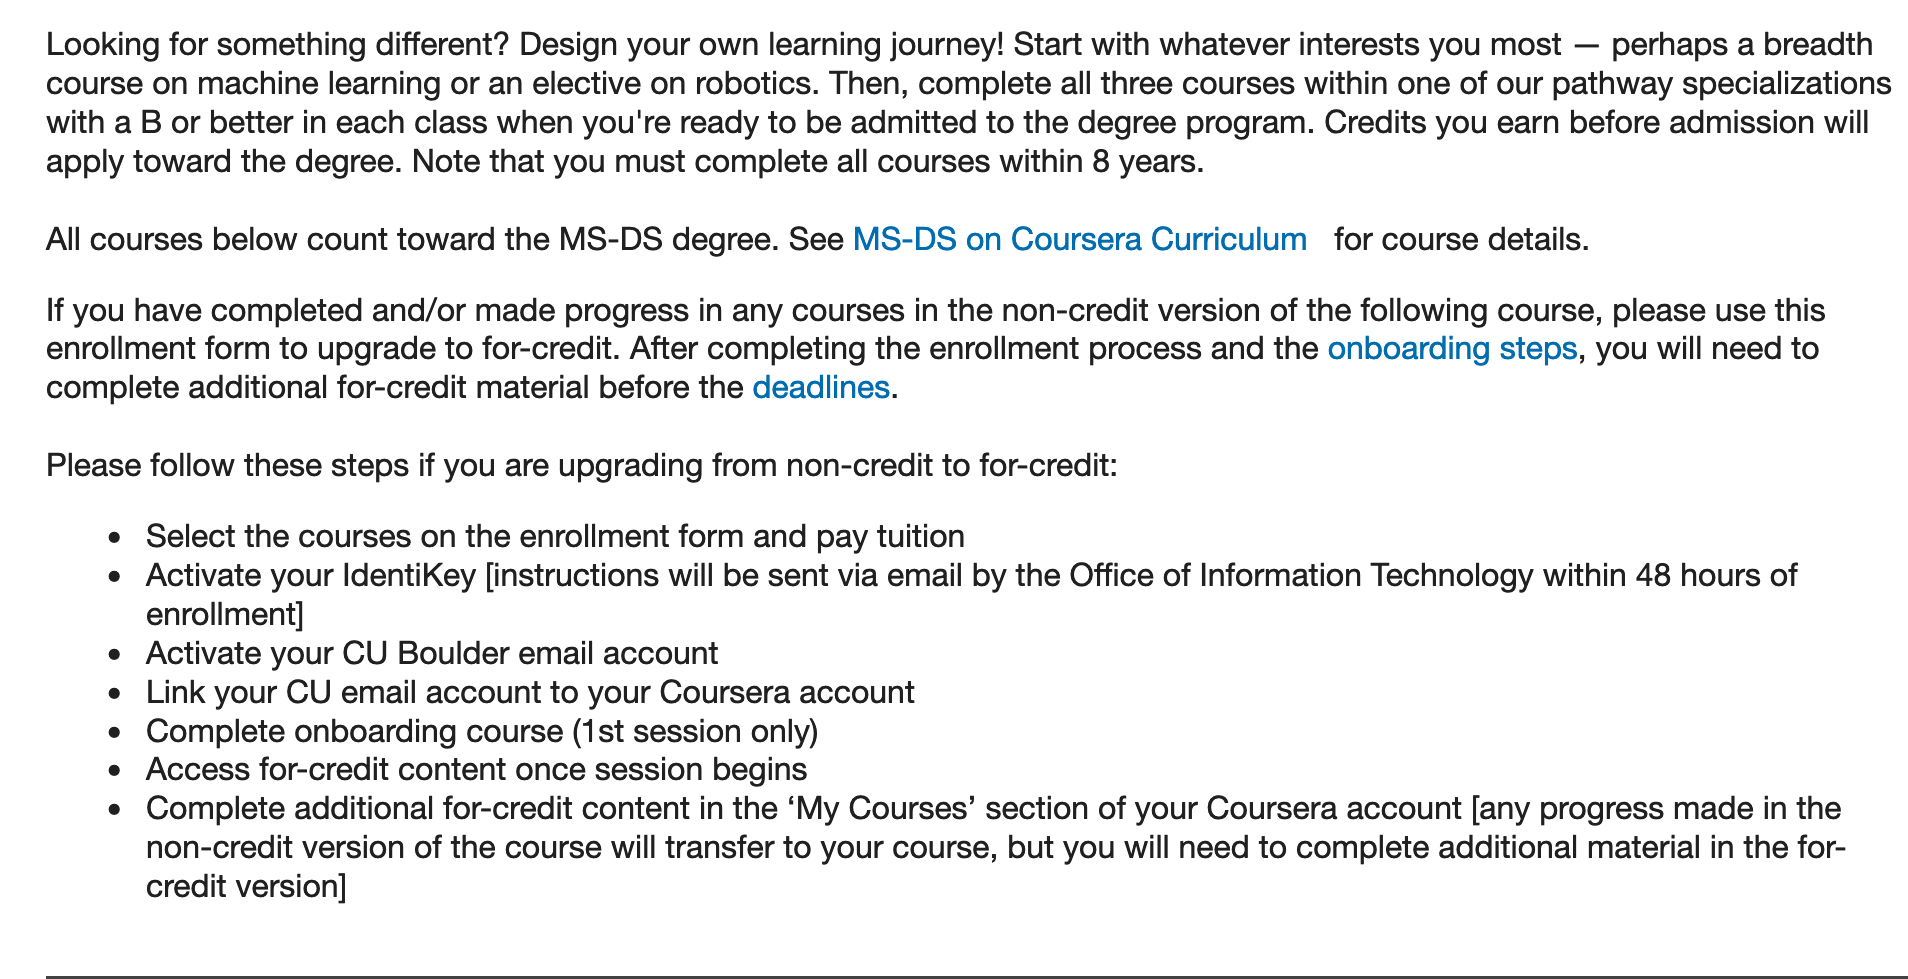 Looking for something different? Design your own learning journey! Start with whatever interests you most — perhaps a breadth
course on machine learning or an elective on robotics. Then, complete all three courses within one of our pathway specializations
with a B or better in each class when you're ready to be admitted to the degree program. Credits you earn before admission will
apply toward the degree. Note that you must complete all courses within 8 years.
All courses below count toward the MS-DS degree. See MS-DS on Coursera Curriculum for course details.
If you have completed and/or made progress in any courses in the non-credit version of the following course, please use this
enrollment form to upgrade to for-credit. After completing the enrollment process and the onboarding steps, you will need to
complete additional for-credit material before the deadlines.
Please follow these steps if you are upgrading from non-credit to for-credit:
• Select the courses on the enrollment form and pay tuition
• Activate your IdentiKey [instructions will be sent via email by the Office of Information Technology within 48 hours of
enrollment]
• Activate your CU Boulder email account
• Link your CU email account to your Coursera account
• Complete onboarding course (1st session only)
• Access for-credit content once session begins
• Complete additional for-credit content in the ‘My Courses’ section of your Coursera account [any progress made in the
non-credit version of the course will transfer to your course, but you will need to complete additional material in the for-
credit version]